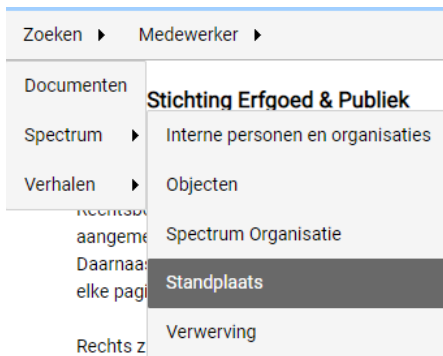 Zoeken
Medewerker
Documenten
Stichting Erfgoed & Publiek
Spectrum
Interne personen en organisaties
Verhalen
Objecten
aangeme
Spectrum Organisatie
Daarnaas
elke pagi
Standplaats
Verwerving
Rechts z